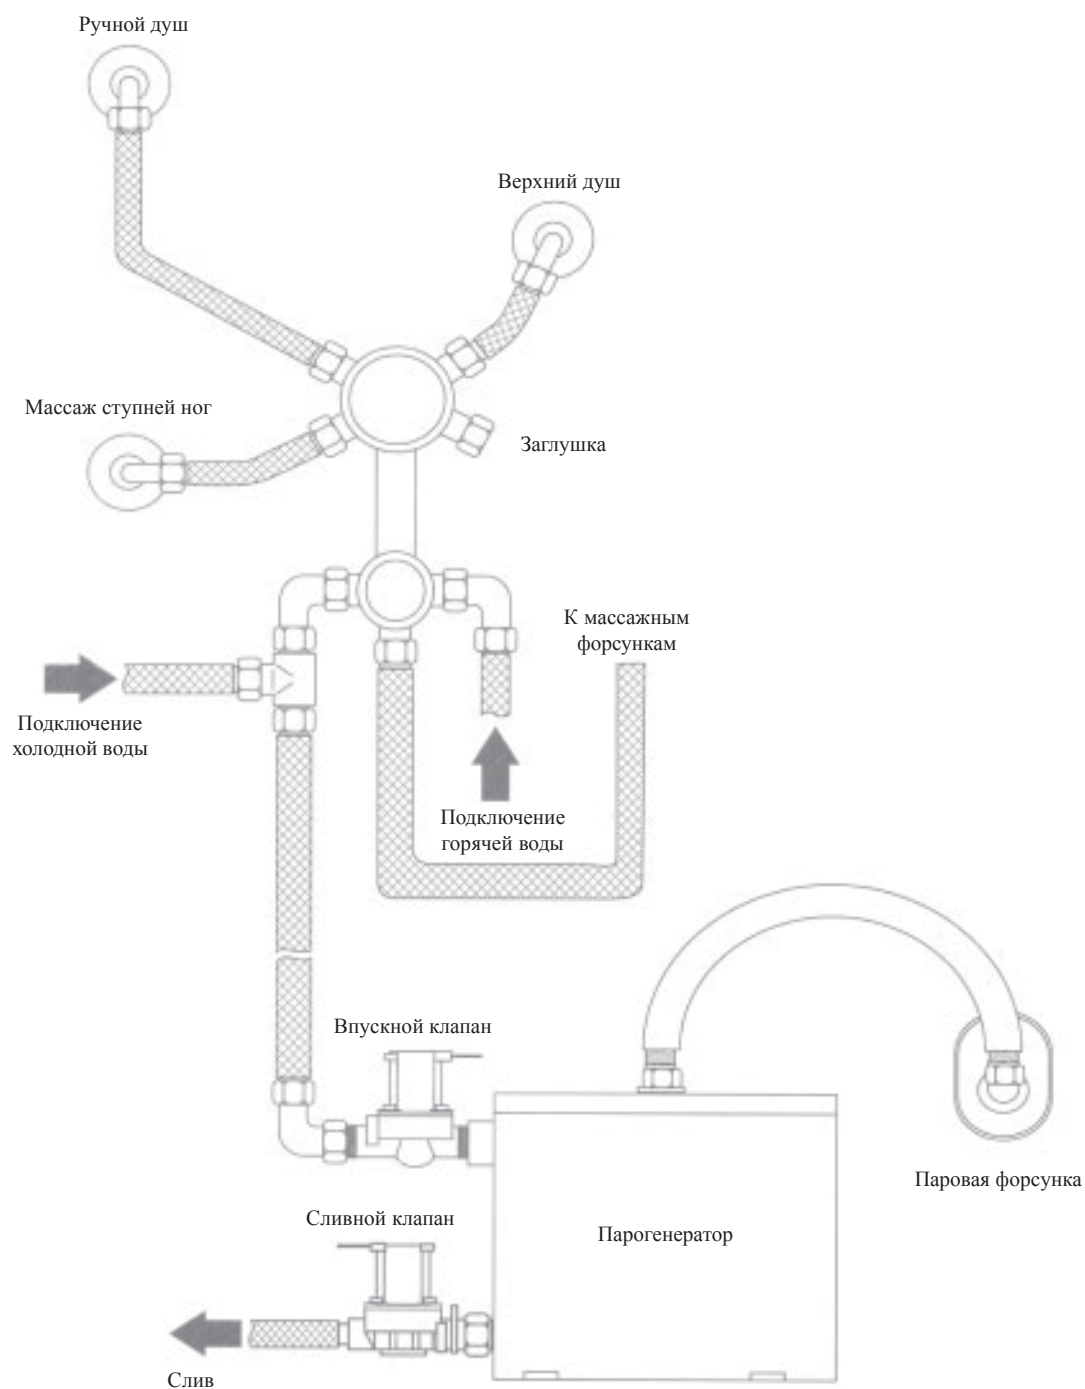 Ручной душ
Верхний душ
Массаж ступней ног
Заглушка
К массажным
форсункам
Подключение
холодной воды
Подключение
горячей воды
Впускной клапан
Паровая форсунка
Сливной клапан
Парогенератор
Слив